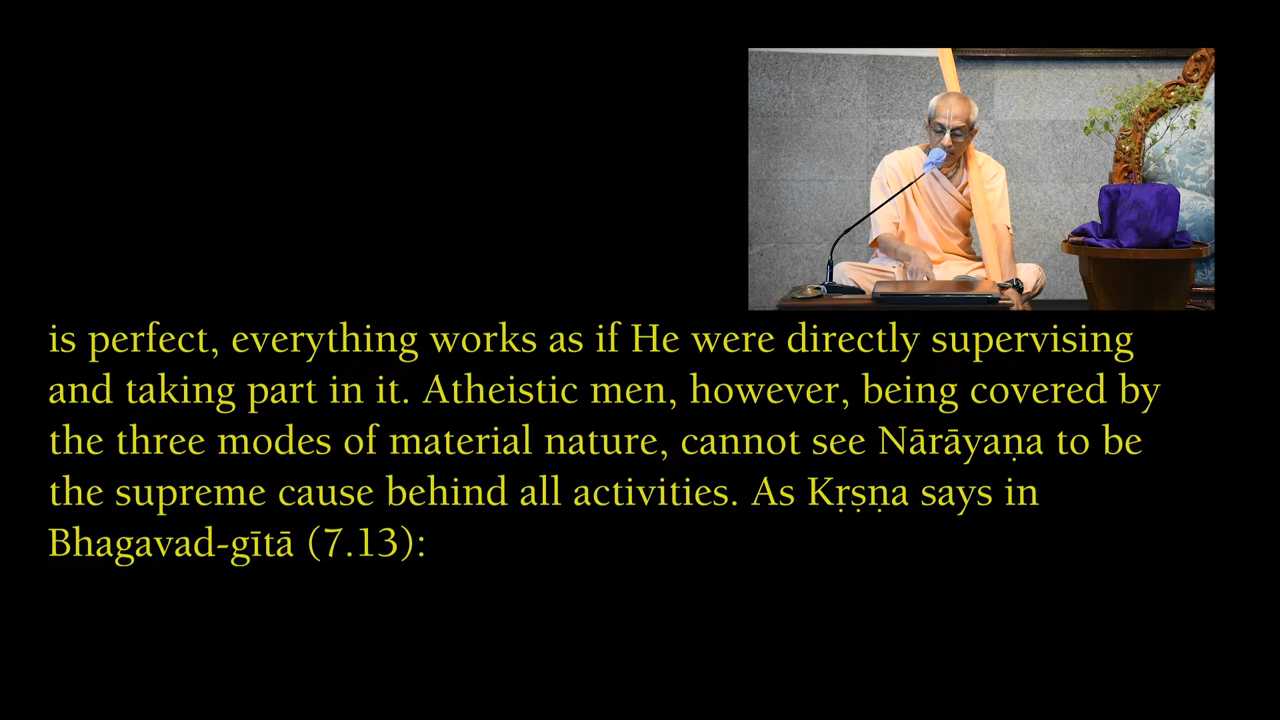 is perfect, everything works as if He were directly supervising
and taking part in it. Atheistic men, however, being covered by
the three modes of material nature, cannot see Nārāyaṇa to be
the supreme cause behind all activities. As Kṛṣṇa says in
Bhagavad-gītā (7.13):